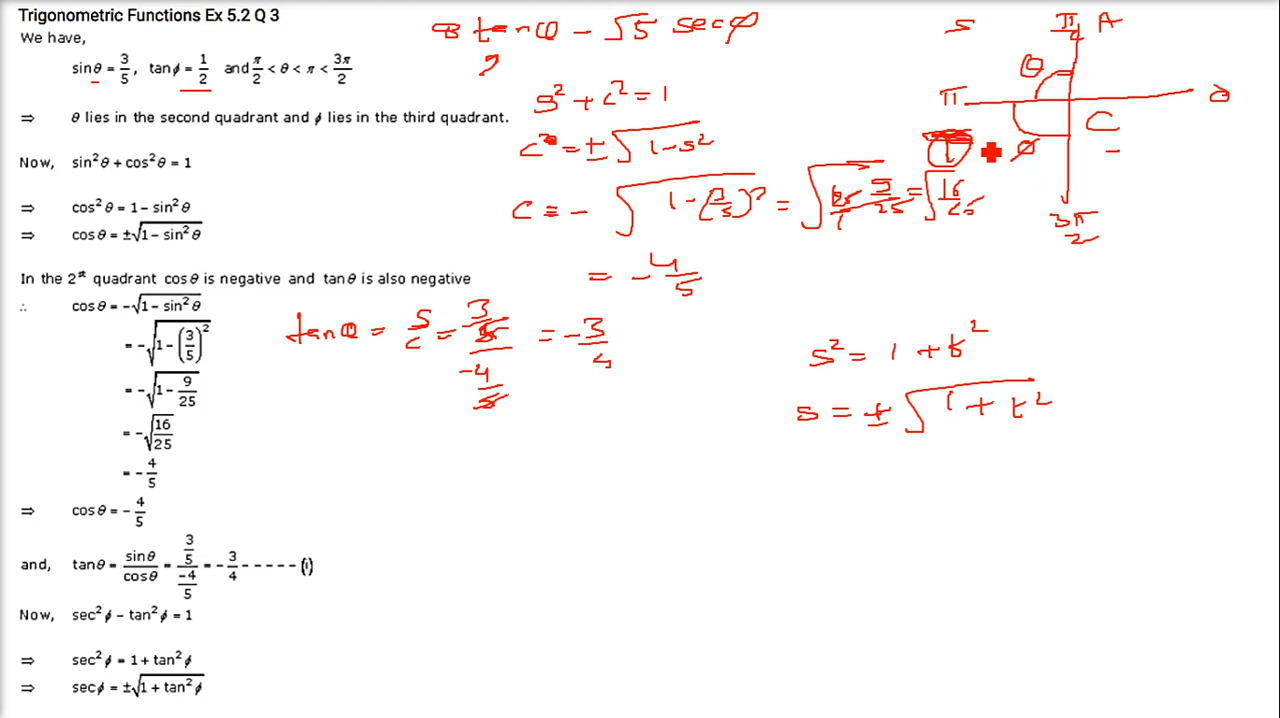 Trigonometric Functions Ex 5.2 Q 3
We have,
sinθ = 3/5, tanϕ = 1/2 and π/2 < θ < π < 3π/2
⇒ θ lies in the second quadrant and ϕ lies in the third quadrant.
Now, sin²θ + cos²θ = 1
⇒ cos²θ = 1 − sin²θ
⇒ cosθ = ±√(1 − sin²θ)
In the 2ˢᵗ quadrant cosθ is negative and tanθ is also negative
∴ cosθ = −√(1 − sin²θ)
= −√(1 − (3/5)²)
= −√(1 − 9/25)
= −√(16/25)
= −4/5
⇒ cosθ = −4/5
and, tanθ = sinθ/cosθ = (3/5)/(−4/5) = −3/4 - - - - - (i)
Now, sec²ϕ − tan²ϕ = 1
⇒ sec²ϕ = 1 + tan²ϕ
⇒ secϕ = ±√(1 + tan²ϕ)
8 tanθ − √5 secϕ
s² + c² = 1
c = ±√(1 − s²)
c = −√(1 − (3/5)²) = √(9/25) = √(16/25)
= −4/5
tanθ = s/c = (3/5)/(−4/5) = −3/4
s² = 1 + t²
s = ±√(1 + t²)
S π/2 A
θ
π
C
ϕ
3π/2